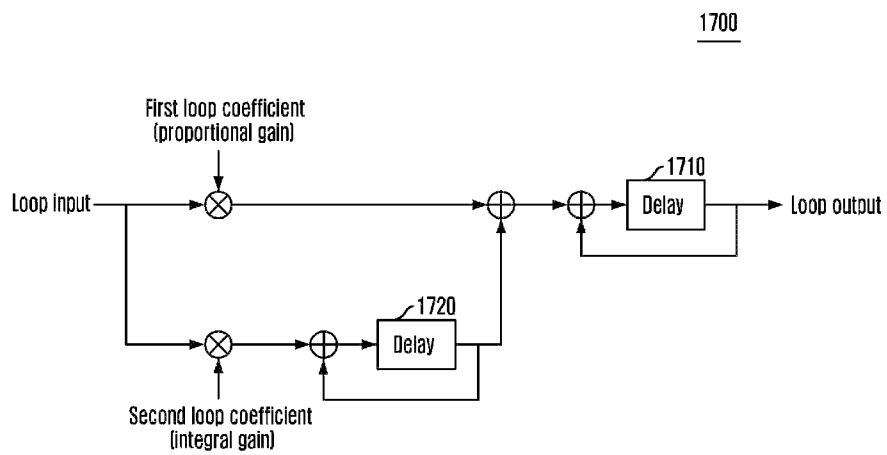 1700
First loop coefficient
(proportional gain)
1710
Loop input
Delay
Loop output
1720
Delay
Second loop coefficient
(integral gain)